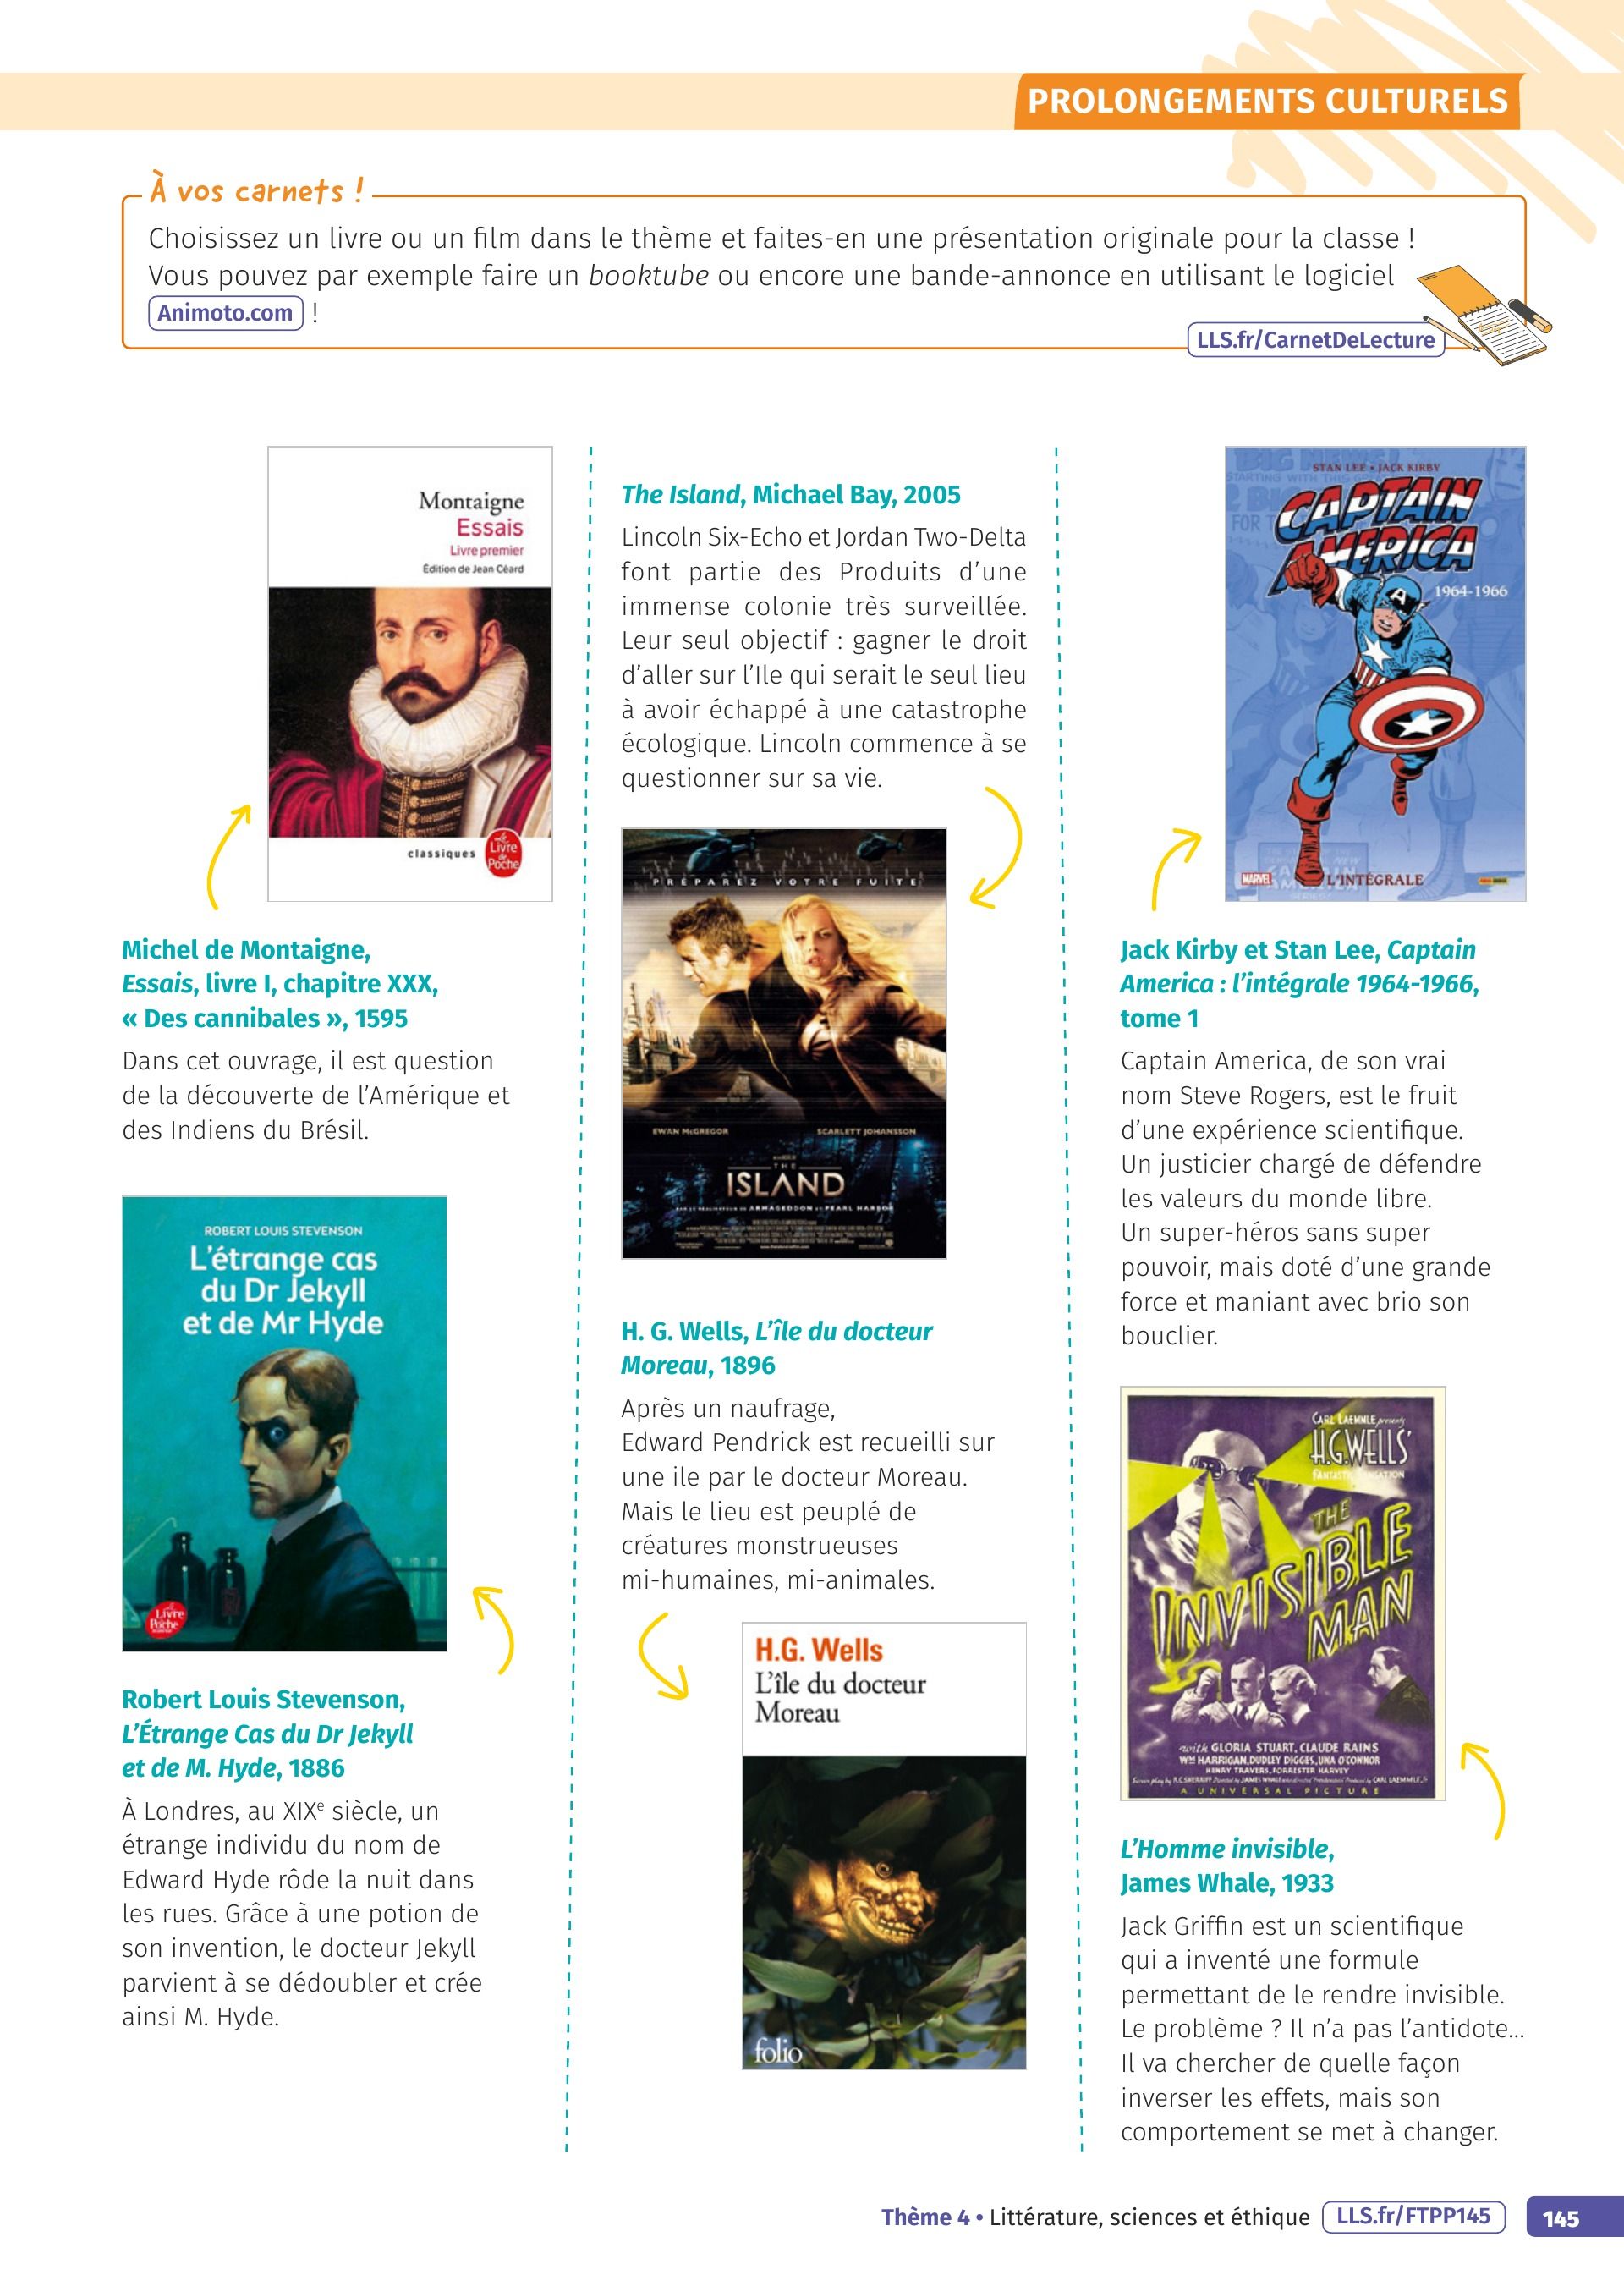 PROLONGEMENTS CULTURELS
À vos carnets !
Choisissez un livre ou un film dans le thème et faites-en une présentation originale pour la classe !
Vous pouvez par exemple faire un booktube ou encore une bande-annonce en utilisant le logiciel
Animoto.com !
LLS.fr/CarnetDeLecture
Montaigne
Essais
Livre premier
Édition de Jean Céard
classiques
Le Livre de Poche
Michel de Montaigne,
Essais, livre I, chapitre XXX,
« Des cannibales », 1595
Dans cet ouvrage, il est question
de la découverte de l’Amérique et
des Indiens du Brésil.
ROBERT LOUIS STEVENSON
L’étrange cas
du Dr Jekyll
et de Mr Hyde
Le Livre de Poche
Robert Louis Stevenson,
L’Étrange Cas du Dr Jekyll
et de M. Hyde, 1886
À Londres, au XIXe siècle, un
étrange individu du nom de
Edward Hyde rôde la nuit dans
les rues. Grâce à une potion de
son invention, le docteur Jekyll
parvient à se dédoubler et crée
ainsi M. Hyde.
The Island, Michael Bay, 2005
Lincoln Six-Echo et Jordan Two-Delta
font partie des Produits d’une
immense colonie très surveillée.
Leur seul objectif : gagner le droit
d’aller sur l’Ile qui serait le seul lieu
à avoir échappé à une catastrophe
écologique. Lincoln commence à se
questionner sur sa vie.
PRÉPAREZ VOTRE FUITE
EWAN McGREGOR SCARLETT JOHANSSON
THE
ISLAND
PAR LE RÉALISATEUR DE ARMAGEDDON ET PEARL HARBOR
H. G. Wells, L’île du docteur
Moreau, 1896
Après un naufrage,
Edward Pendrick est recueilli sur
une ile par le docteur Moreau.
Mais le lieu est peuplé de
créatures monstrueuses
mi-humaines, mi-animales.
H.G. Wells
L’île du docteur
Moreau
folio
STAN LEE • JACK KIRBY
CAPTAIN
AMERICA
1964-1966
MARVEL
L’INTÉGRALE
Jack Kirby et Stan Lee, Captain
America : l’intégrale 1964-1966,
tome 1
Captain America, de son vrai
nom Steve Rogers, est le fruit
d’une expérience scientifique.
Un justicier chargé de défendre
les valeurs du monde libre.
Un super-héros sans super
pouvoir, mais doté d’une grande
force et maniant avec brio son
bouclier.
CARL LAEMMLE presents
H.G.WELLS’
FANTASTIC SENSATION
THE
INVISIBLE
MAN
with GLORIA STUART, CLAUDE RAINS
WM HARRIGAN, DUDLEY DIGGES, UNA O’CONNOR
HENRY TRAVERS, FORRESTER HARVEY
A UNIVERSAL PICTURE
L’Homme invisible,
James Whale, 1933
Jack Griffin est un scientifique
qui a inventé une formule
permettant de le rendre invisible.
Le problème ? Il n’a pas l’antidote...
Il va chercher de quelle façon
inverser les effets, mais son
comportement se met à changer.
Thème 4 • Littérature, sciences et éthique LLS.fr/FTPP145 145